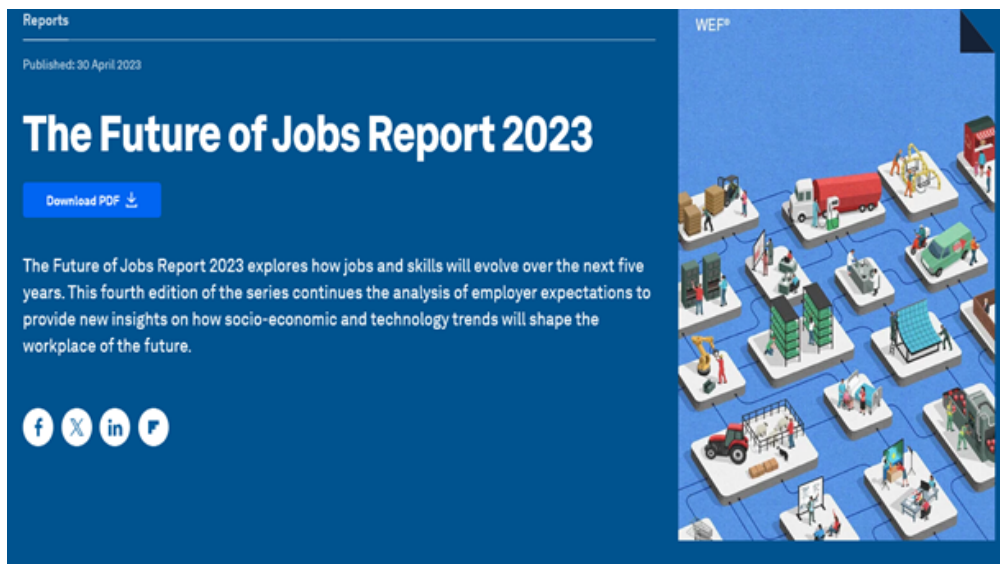 Reports
WEF®
Published: 30 April 2023
The Future of Jobs Report 2023
Download PDF
The Future of Jobs Report 2023 explores how jobs and skills will evolve over the next five
years. This fourth edition of the series continues the analysis of employer expectations to
provide new insights on how socio-economic and technology trends will shape the
workplace of the future.